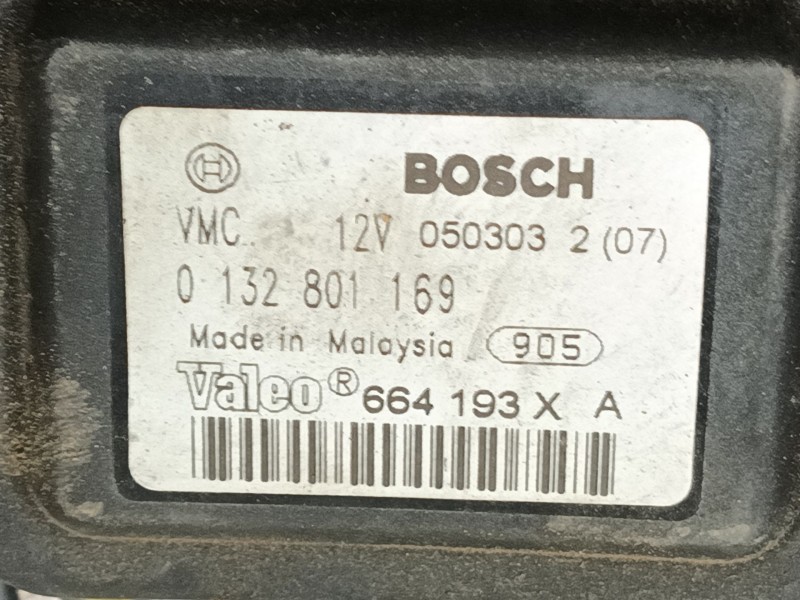 BOSCH
VMC.. 12V 050303 2 (07)
0 132 801 169
Made in Malaysia 905
Valeo® 664 193 X A